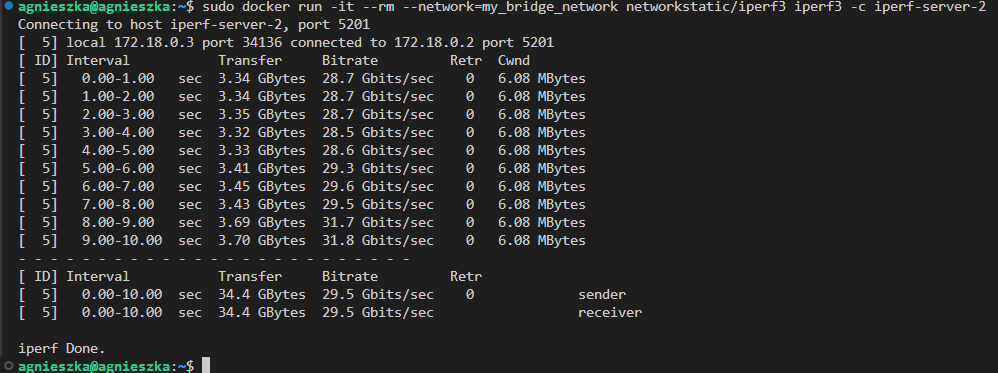 agnieszka@agnieszka:~$ sudo docker run -it --rm --network=my_bridge_network networkstatic/iperf3 iperf3 -c iperf-server-2
Connecting to host iperf-server-2, port 5201
[  5] local 172.18.0.3 port 34136 connected to 172.18.0.2 port 5201
[ ID] Interval           Transfer     Bitrate         Retr  Cwnd
[  5]   0.00-1.00   sec  3.34 GBytes  28.7 Gbits/sec    0   6.08 MBytes
[  5]   1.00-2.00   sec  3.34 GBytes  28.7 Gbits/sec    0   6.08 MBytes
[  5]   2.00-3.00   sec  3.35 GBytes  28.7 Gbits/sec    0   6.08 MBytes
[  5]   3.00-4.00   sec  3.32 GBytes  28.5 Gbits/sec    0   6.08 MBytes
[  5]   4.00-5.00   sec  3.33 GBytes  28.6 Gbits/sec    0   6.08 MBytes
[  5]   5.00-6.00   sec  3.41 GBytes  29.3 Gbits/sec    0   6.08 MBytes
[  5]   6.00-7.00   sec  3.45 GBytes  29.6 Gbits/sec    0   6.08 MBytes
[  5]   7.00-8.00   sec  3.43 GBytes  29.5 Gbits/sec    0   6.08 MBytes
[  5]   8.00-9.00   sec  3.69 GBytes  31.7 Gbits/sec    0   6.08 MBytes
[  5]   9.00-10.00  sec  3.70 GBytes  31.8 Gbits/sec    0   6.08 MBytes
- - - - - - - - - - - - - - - - - - - - - - - - -
[ ID] Interval           Transfer     Bitrate         Retr
[  5]   0.00-10.00  sec  34.4 GBytes  29.5 Gbits/sec    0             sender
[  5]   0.00-10.00  sec  34.4 GBytes  29.5 Gbits/sec                  receiver
iperf Done.
agnieszka@agnieszka:~$